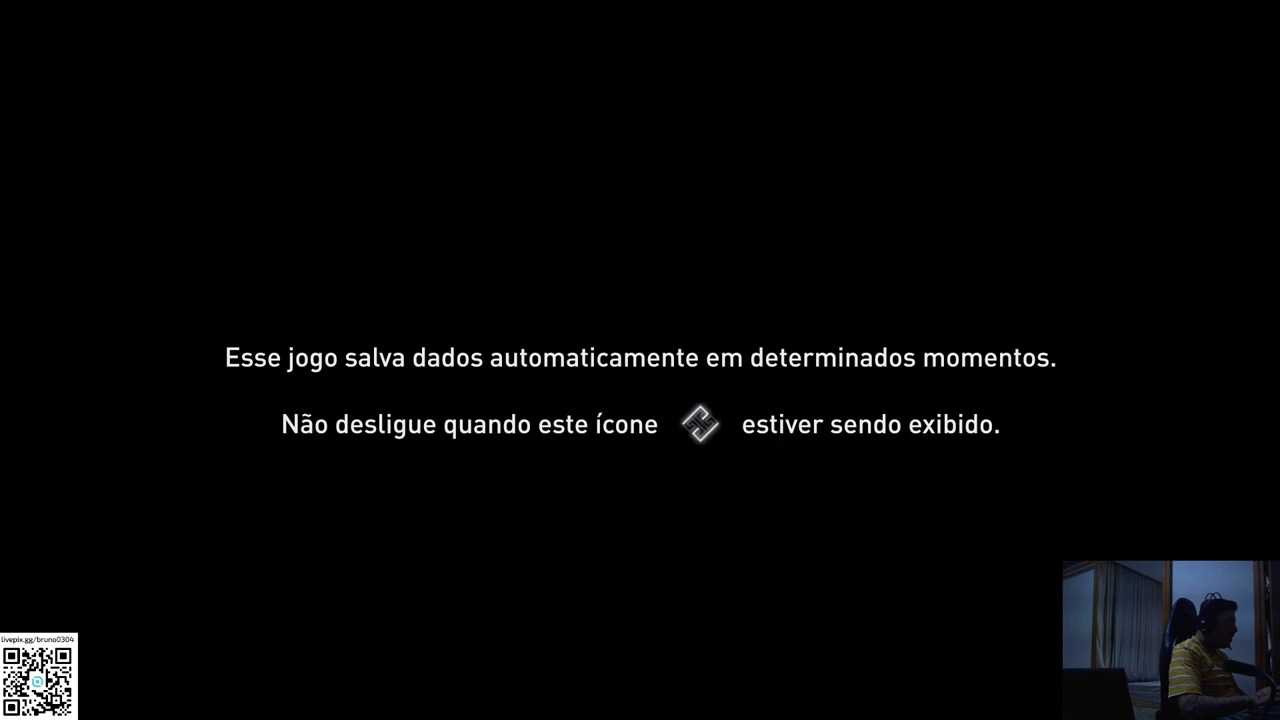 Esse jogo salva dados automaticamente em determinados momentos.
Não desligue quando este ícone estiver sendo exibido.
livepix.gg/bruno0304